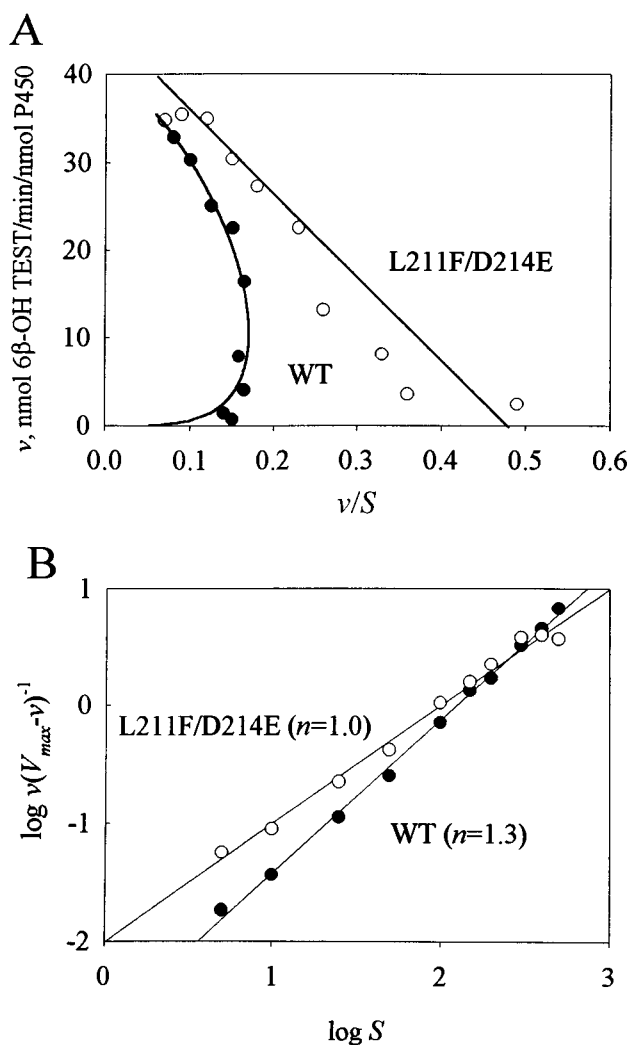 A
v, nmol 6β-OH TEST/min/nmol P450
40
30
20
10
0
L211F/D214E
WT
0.0 0.1 0.2 0.3 0.4 0.5 0.6
v/S
B
log v(Vmax-v)⁻¹
1
0
-1
-2
L211F/D214E (n=1.0)
WT (n=1.3)
0 1 2 3
log S